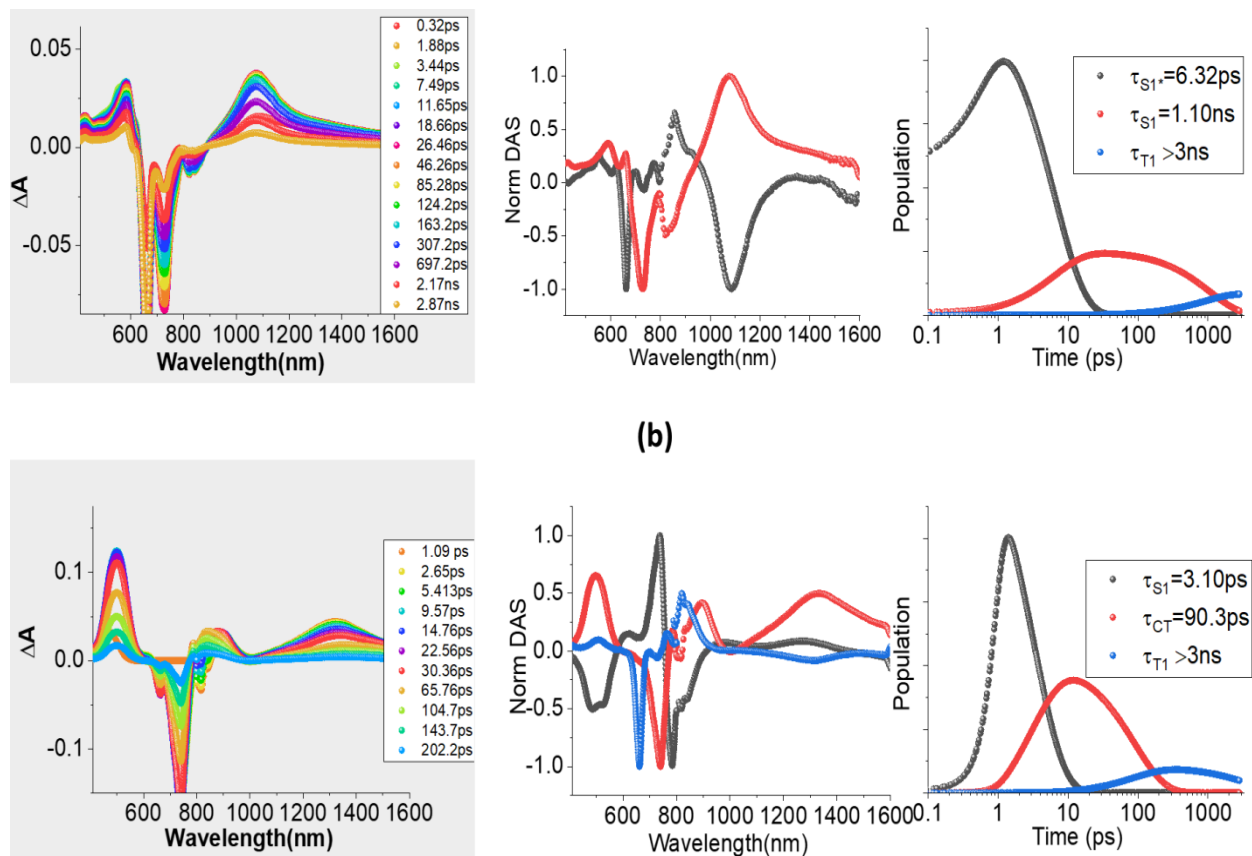 0.05
0.00
-0.05
ΔA
600 800 1000 1200 1400 1600
Wavelength(nm)
0.32ps
1.88ps
3.44ps
7.49ps
11.65ps
18.66ps
26.46ps
46.26ps
85.28ps
124.2ps
163.2ps
307.2ps
697.2ps
2.17ns
2.87ns
1.0
0.5
0.0
-0.5
-1.0
Norm DAS
600 800 1000 1200 1400 1600
Wavelength(nm)
Population
τS1*=6.32ps
τS1=1.10ns
τT1 >3ns
0.1 1 10 100 1000
Time (ps)
(b)
0.1
0.0
-0.1
ΔA
600 800 1000 1200 1400 1600
Wavelength(nm)
1.09 ps
2.65ps
5.413ps
9.57ps
14.76ps
22.56ps
30.36ps
65.76ps
104.7ps
143.7ps
202.2ps
1.0
0.5
0.0
-0.5
-1.0
Norm DAS
600 800 1000 1200 1400 1600
Wavelength(nm)
Population
τS1=3.10ps
τCT=90.3ps
τT1 >3ns
0.1 1 10 100 1000
Time (ps)